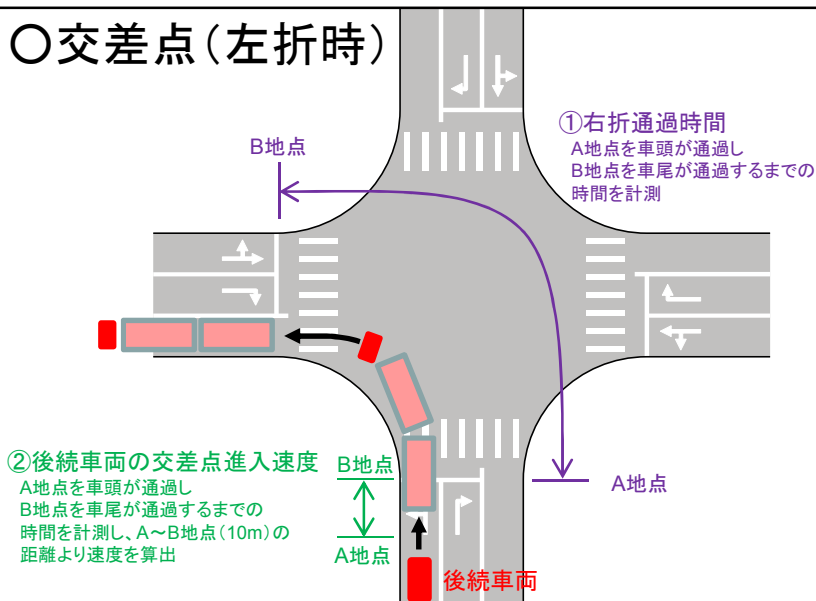 〇交差点(左折時)
①右折通過時間
A地点を車頭が通過し
B地点を車尾が通過するまでの
時間を計測
B地点
A地点
②後続車両の交差点進入速度
A地点を車頭が通過し
B地点を車尾が通過するまでの
時間を計測し、A~B地点(10m)の
距離より速度を算出
B地点
A地点
後続車両